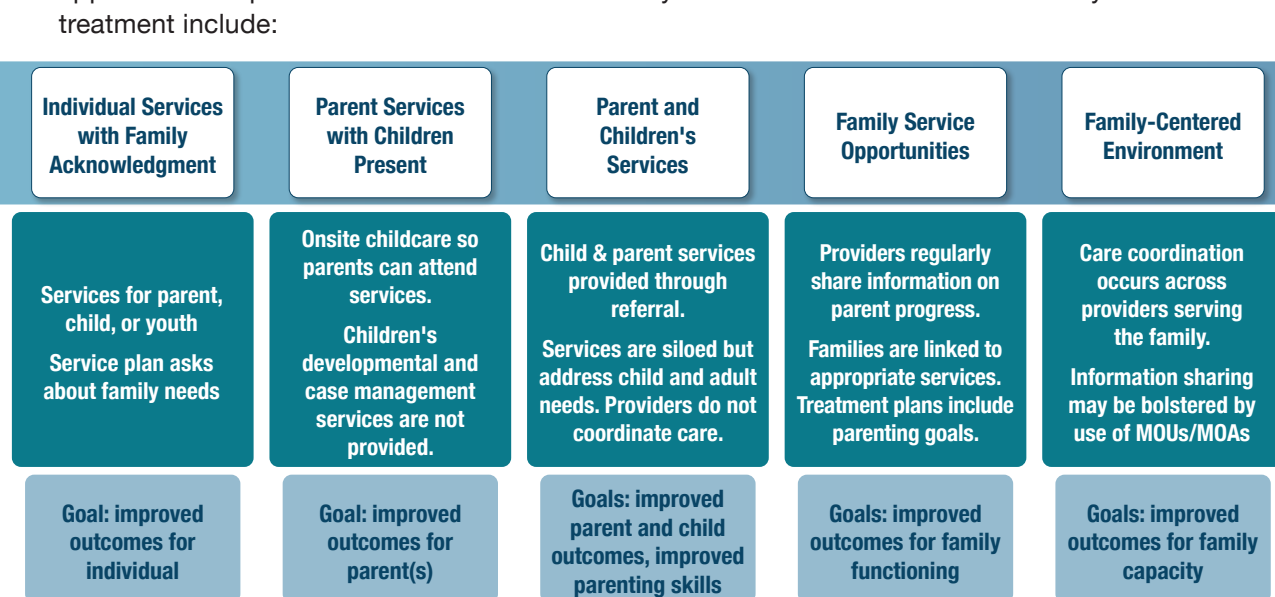 treatment include:
Individual Services
with Family
Acknowledgment
Parent Services
with Children
Present
Parent and
Children's
Services
Family Service
Opportunities
Family-Centered
Environment
Services for parent,
child, or youth
Service plan asks
about family needs
Onsite childcare so
parents can attend
services.
Children's
developmental and
case management
services are not
provided.
Child & parent services
provided through
referral.
Services are siloed but
address child and adult
needs. Providers do not
coordinate care.
Providers regularly
share information on
parent progress.
Families are linked to
appropriate services.
Treatment plans include
parenting goals.
Care coordination
occurs across
providers serving
the family.
Information sharing
may be bolstered by
use of MOUs/MOAs
Goal: improved
outcomes for
individual
Goal: improved
outcomes for
parent(s)
Goals: improved
parent and child
outcomes, improved
parenting skills
Goals: improved
outcomes for family
functioning
Goals: improved
outcomes for family
capacity